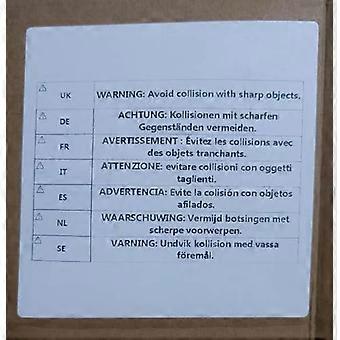 UK WARNING: Avoid collision with sharp objects.
DE ACHTUNG: Kollisionen mit scharfen
Gegenständen vermeiden.
FR AVERTISSEMENT : Évitez les collisions avec
des objets tranchants.
IT ATTENZIONE: evitare collisioni con oggetti
taglienti.
ES ADVERTENCIA: Evite la colisión con objetos
afilados.
NL WAARSCHUWING: Vermijd botsingen met
scherpe voorwerpen.
SE VARNING: Undvik kollision med vassa
föremål.